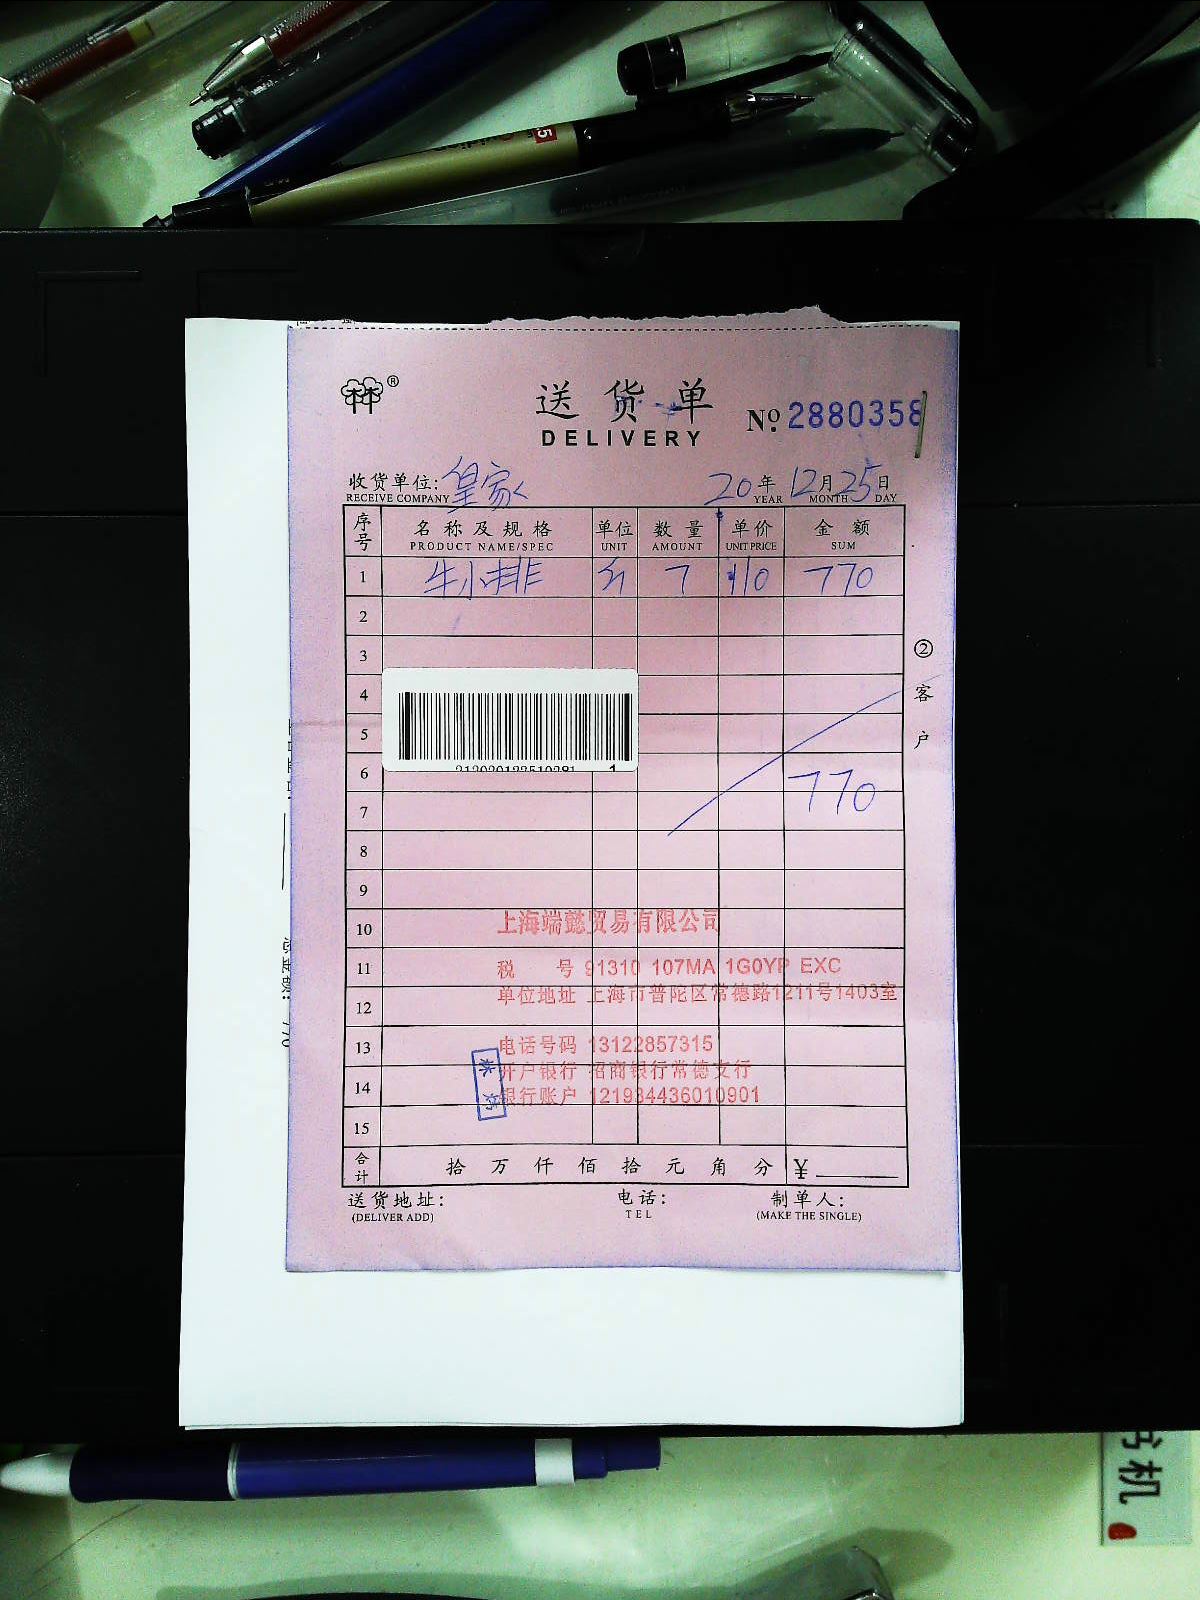 送货单
DELIVERY
№ 2880358
收货单位: 皇家
RECEIVE COMPANY
20年12月25日
YEAR MONTH DAY
序号 名称及规格 单位 数量 单价 金额
PRODUCT NAME/SPEC UNIT AMOUNT UNIT PRICE SUM
1 牛小排 7 110 770
2
3
4
5
6
770
7
8
9
10
11
12
13
14
15
②客户
上海端懿贸易有限公司
税 号 91310 107MA 1G0YP EXC
单位地址 上海市普陀区常德路1211号1403室
电话号码 13122857315
开户银行 招商银行常德支行
银行账户 121934436010901
合计 拾万仟佰拾元角分 ¥
送货地址: 电话: 制单人:
(DELIVER ADD) TEL (MAKE THE SINGLE)
机